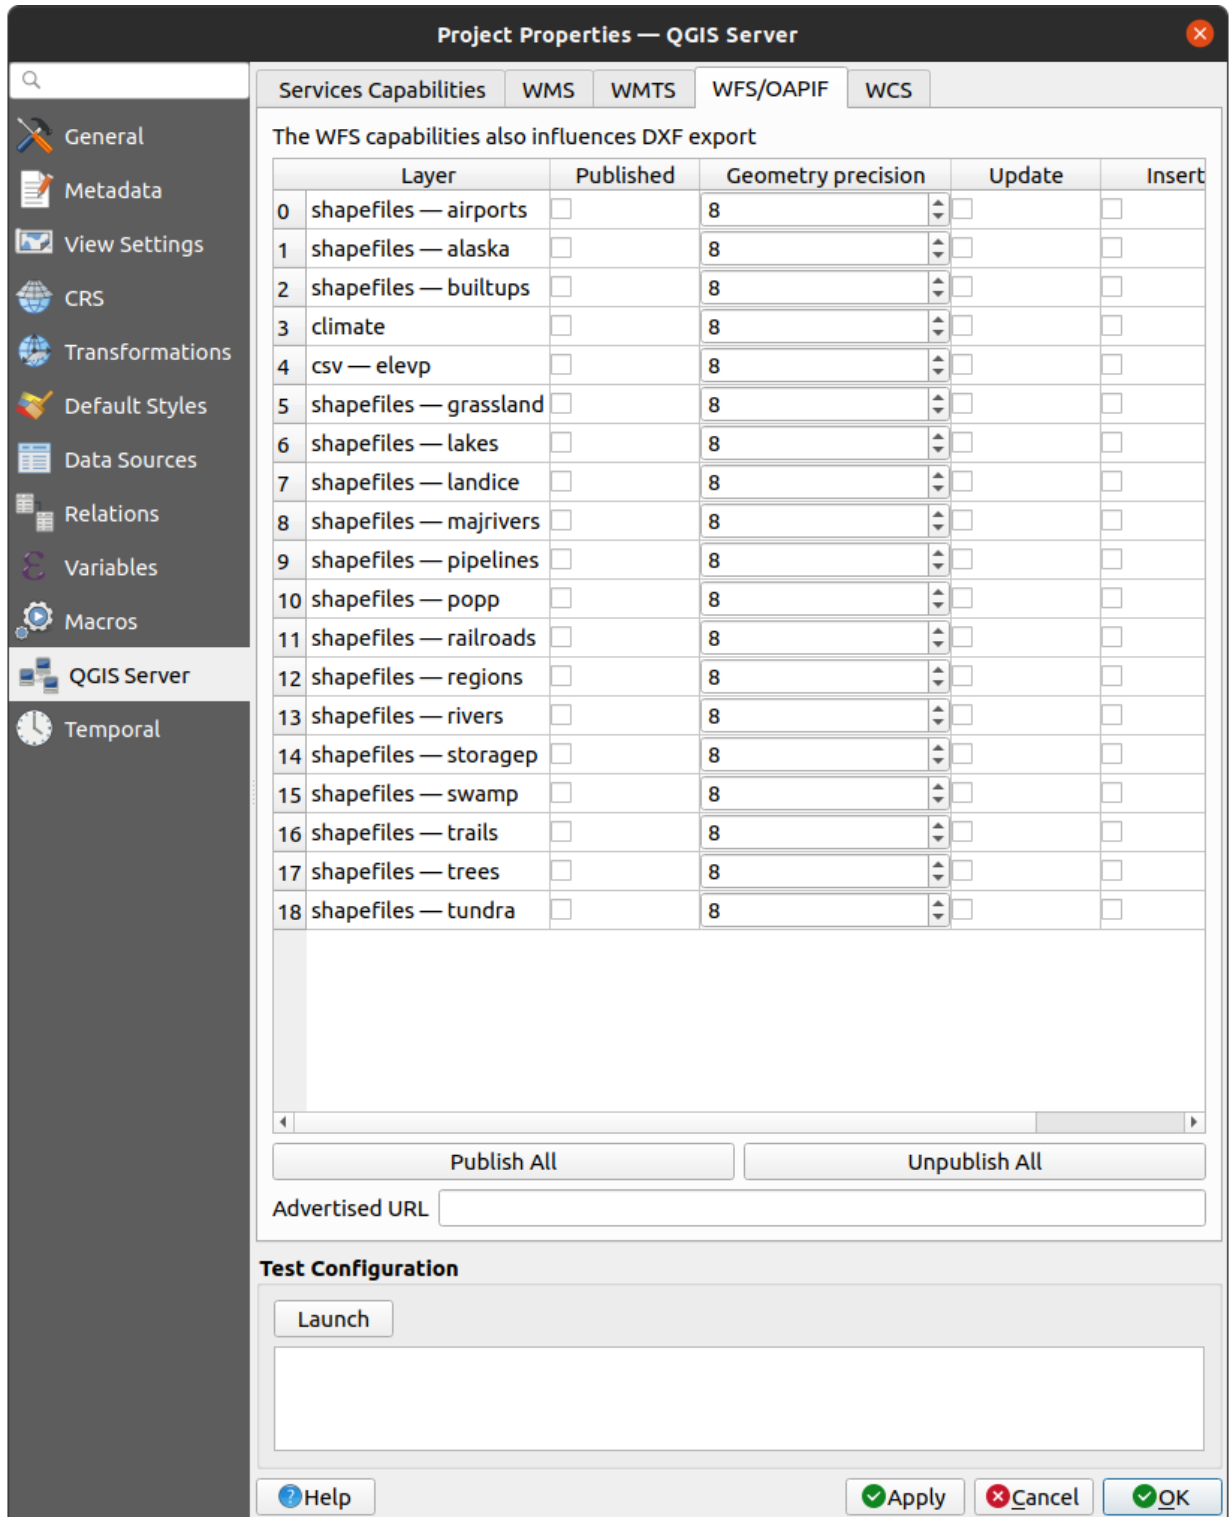 Project Properties — QGIS Server
General
Metadata
View Settings
CRS
Transformations
Default Styles
Data Sources
Relations
Variables
Macros
QGIS Server
Temporal
Services Capabilities WMS WMTS WFS/OAPIF WCS
The WFS capabilities also influences DXF export
Layer Published Geometry precision Update Insert
0 shapefiles — airports 8
1 shapefiles — alaska 8
2 shapefiles — builtups 8
3 climate 8
4 csv — elevp 8
5 shapefiles — grassland 8
6 shapefiles — lakes 8
7 shapefiles — landice 8
8 shapefiles — majrivers 8
9 shapefiles — pipelines 8
10 shapefiles — popp 8
11 shapefiles — railroads 8
12 shapefiles — regions 8
13 shapefiles — rivers 8
14 shapefiles — storagep 8
15 shapefiles — swamp 8
16 shapefiles — trails 8
17 shapefiles — trees 8
18 shapefiles — tundra 8
Publish All Unpublish All
Advertised URL
Test Configuration
Launch
Help Apply Cancel OK